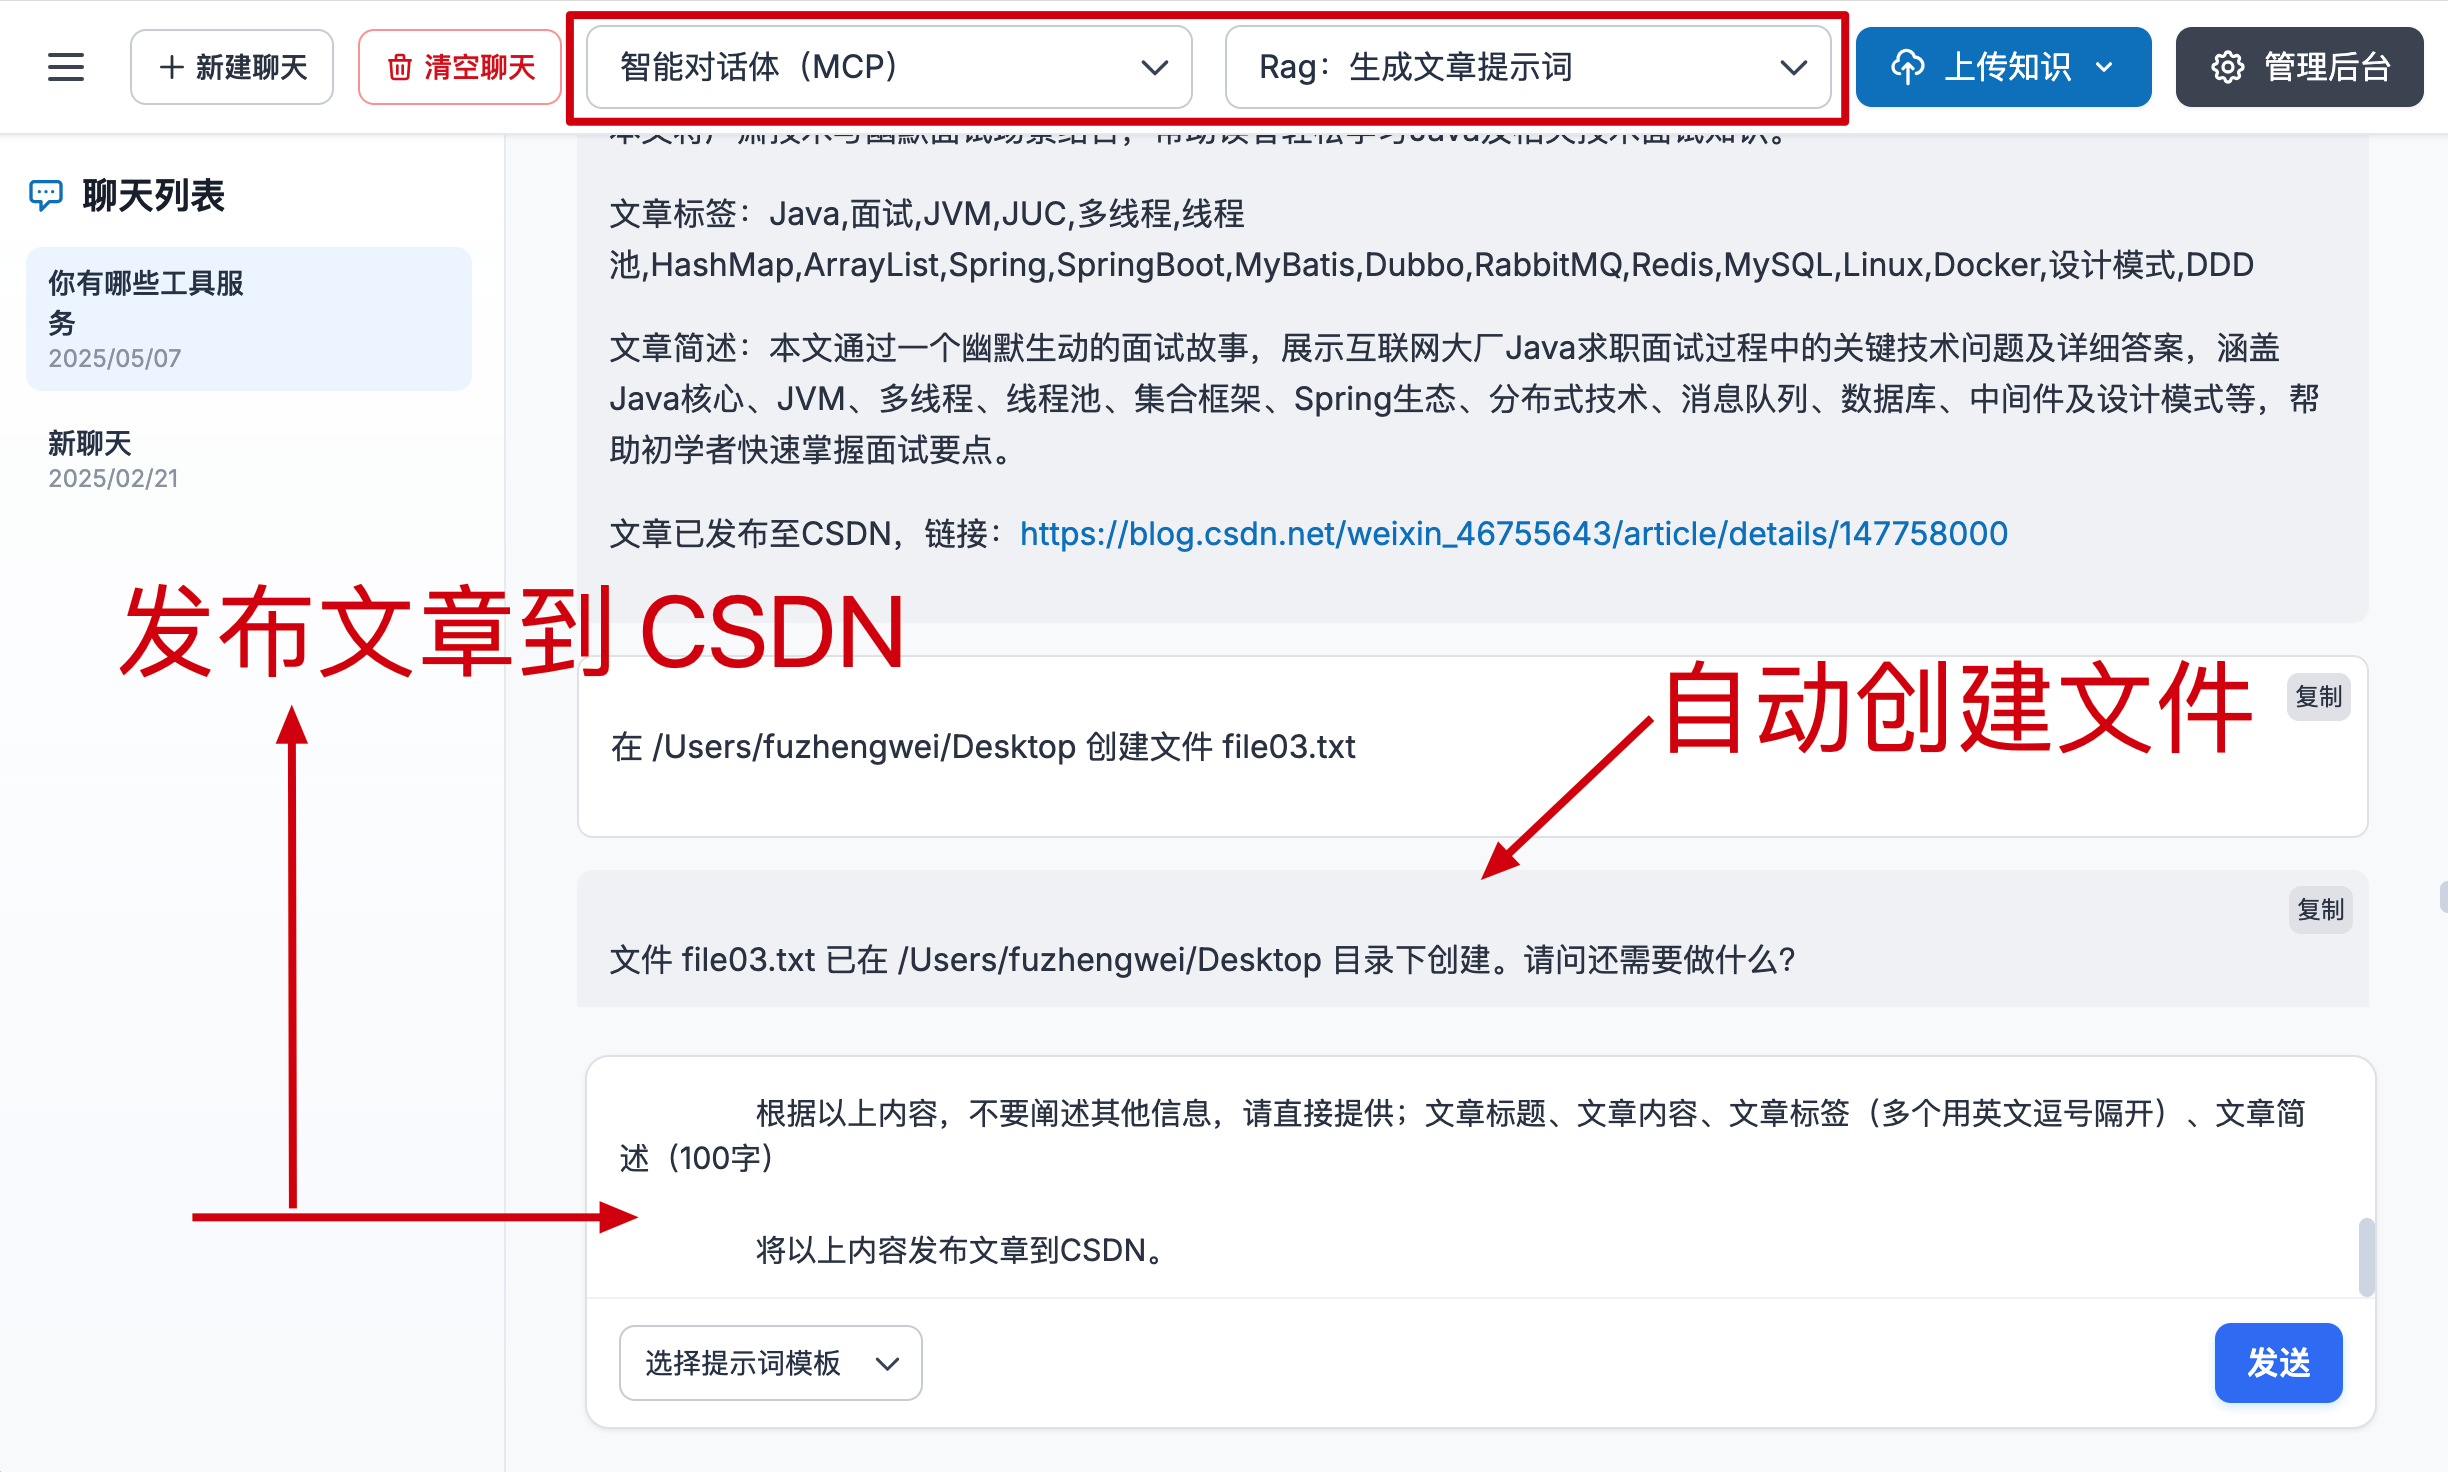 新建聊天
清空聊天
智能对话体（MCP）
Rag：生成文章提示词
上传知识
管理后台
聊天列表
你有哪些工具服
务
2025/05/07
新聊天
2025/02/21
文章标签：Java,面试,JVM,JUC,多线程,线程
池,HashMap,ArrayList,Spring,SpringBoot,MyBatis,Dubbo,RabbitMQ,Redis,MySQL,Linux,Docker,设计模式,DDD
文章简述：本文通过一个幽默生动的面试故事，展示互联网大厂Java求职面试过程中的关键技术问题及详细答案，涵盖
Java核心、JVM、多线程、线程池、集合框架、Spring生态、分布式技术、消息队列、数据库、中间件及设计模式等，帮
助初学者快速掌握面试要点。
文章已发布至CSDN，链接：https://blog.csdn.net/weixin_46755643/article/details/147758000
发布文章到 CSDN
自动创建文件
复制
在 /Users/fuzhengwei/Desktop 创建文件 file03.txt
复制
文件 file03.txt 已在 /Users/fuzhengwei/Desktop 目录下创建。请问还需要做什么？
根据以上内容，不要阐述其他信息，请直接提供；文章标题、文章内容、文章标签（多个用英文逗号隔开）、文章简
述（100字）
将以上内容发布文章到CSDN。
选择提示词模板
发送